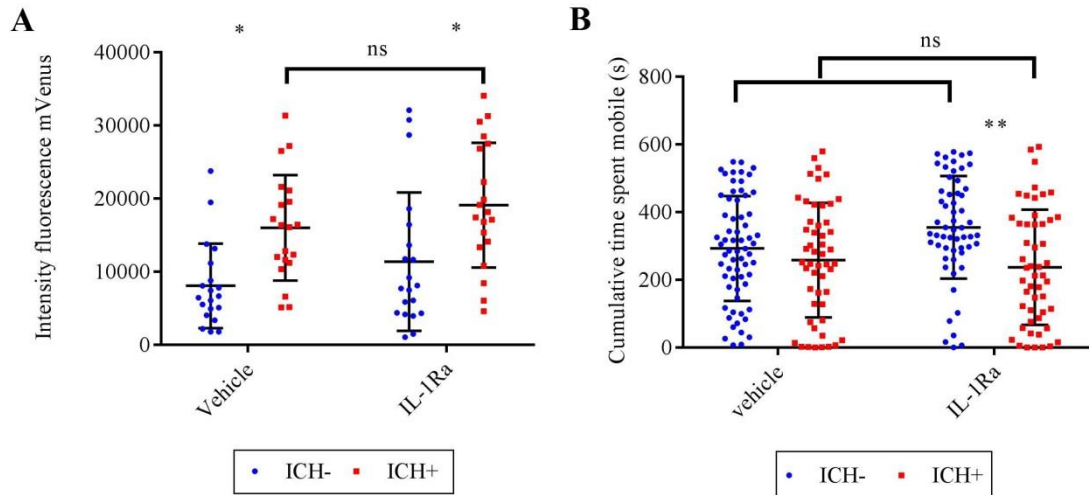 A
* ns *
Intensity fluorescence mVenus
40000
30000
20000
10000
0
Vehicle
IL-1Ra
ICH- ICH+
B
ns
**
Cumulative time spent mobile (s)
800
600
400
200
0
vehicle
IL-1Ra
ICH- ICH+